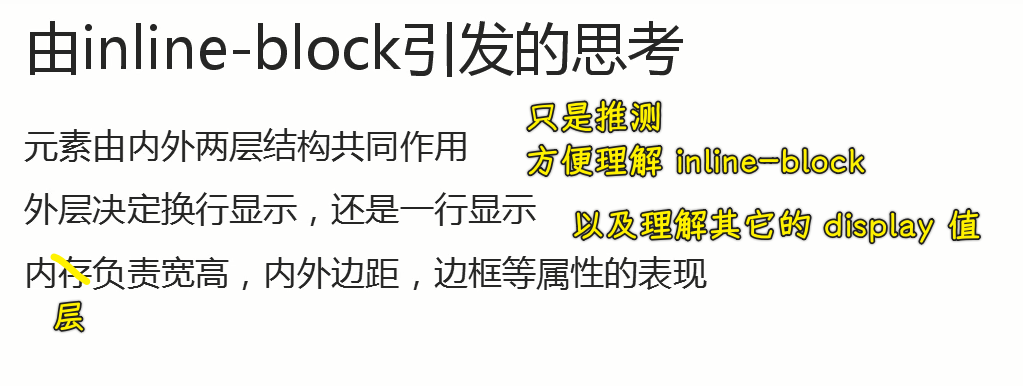 由inline-block引发的思考
只是推测
元素由内外两层结构共同作用
方便理解 inline-block
外层决定换行显示，还是一行显示
以及理解其它的 display 值
内存负责宽高，内外边距，边框等属性的表现
层